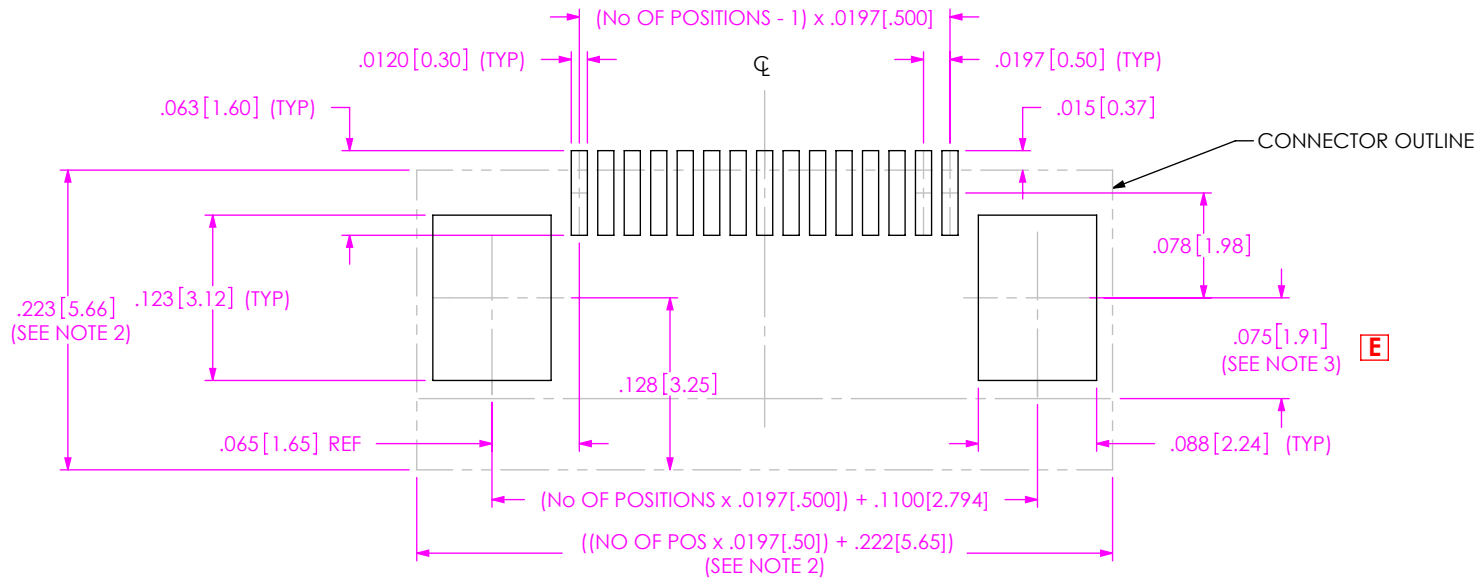 (No OF POSITIONS - 1) x .0197[.500]
.0120[0.30] (TYP)
℄
.0197[0.50] (TYP)
.063[1.60] (TYP)
.015[0.37]
CONNECTOR OUTLINE
.078[1.98]
.223[5.66]
(SEE NOTE 2)
.123[3.12] (TYP)
.075[1.91]
(SEE NOTE 3)
E
.128[3.25]
.065[1.65] REF
.088[2.24] (TYP)
(No OF POSITIONS x .0197[.500]) + .1100[2.794]
((NO OF POS x .0197[.50]) + .222[5.65])
(SEE NOTE 2)